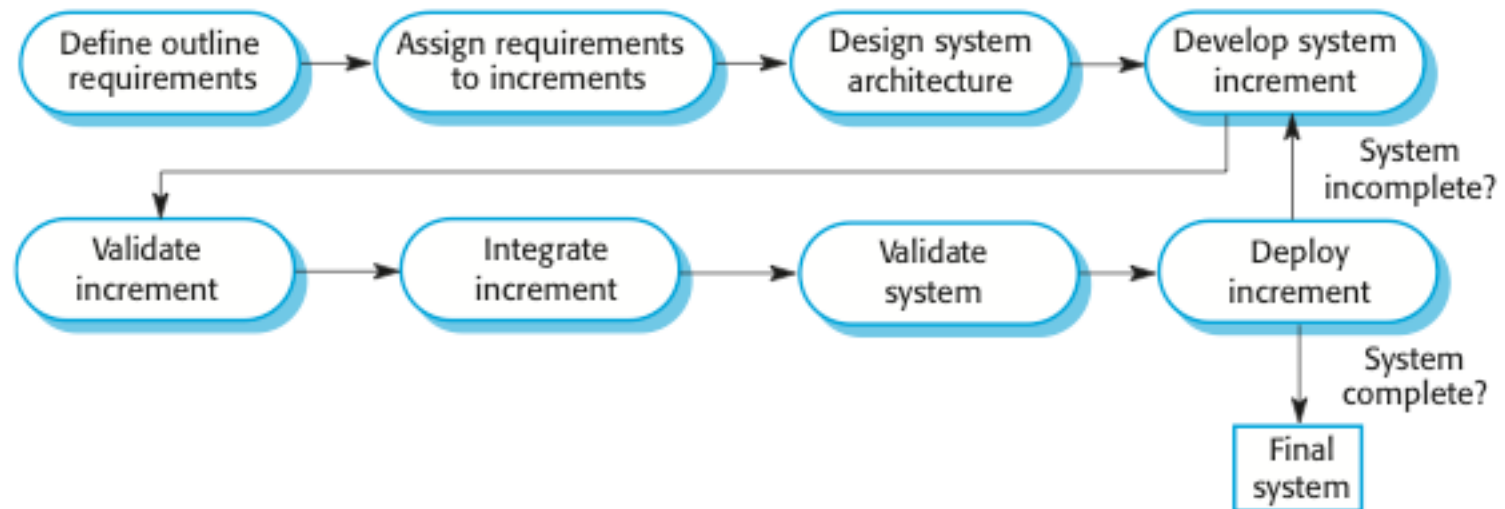 Define outline
requirements
Assign requirements
to increments
Design system
architecture
Develop system
increment
System
incomplete?
Validate
increment
Integrate
increment
Validate
system
Deploy
increment
System
complete?
Final
system